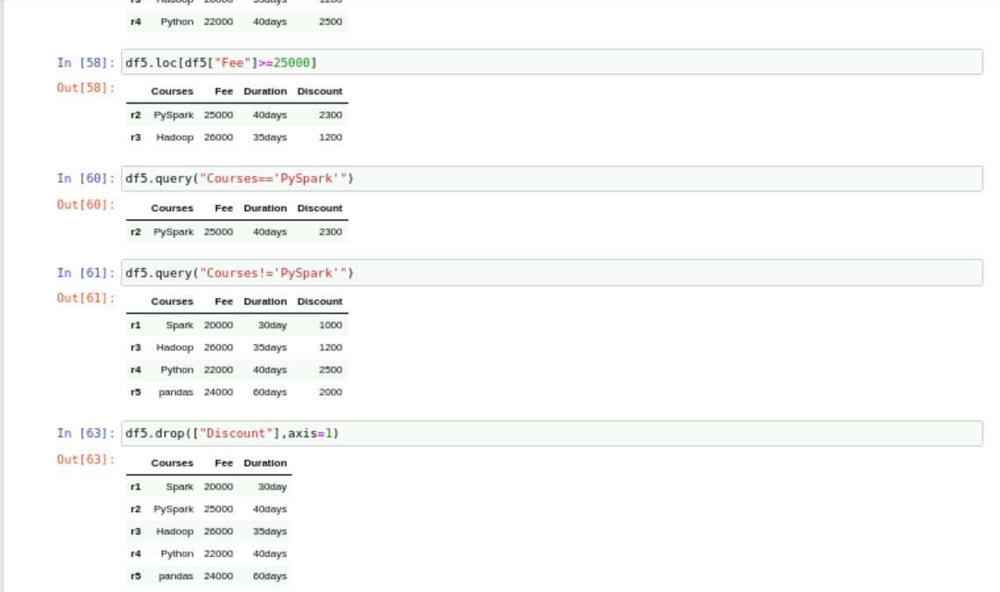 r3 Hadoop 26000 35days 1200
r4 Python 22000 40days 2500
In [58]: df5.loc[df5["Fee"]>=25000]
Out[58]:
Courses Fee Duration Discount
r2 PySpark 25000 40days 2300
r3 Hadoop 26000 35days 1200
In [60]: df5.query("Courses=='PySpark'")
Out[60]:
Courses Fee Duration Discount
r2 PySpark 25000 40days 2300
In [61]: df5.query("Courses!='PySpark'")
Out[61]:
Courses Fee Duration Discount
r1 Spark 20000 30day 1000
r3 Hadoop 26000 35days 1200
r4 Python 22000 40days 2500
r5 pandas 24000 60days 2000
In [63]: df5.drop(["Discount"],axis=1)
Out[63]:
Courses Fee Duration
r1 Spark 20000 30day
r2 PySpark 25000 40days
r3 Hadoop 26000 35days
r4 Python 22000 40days
r5 pandas 24000 60days